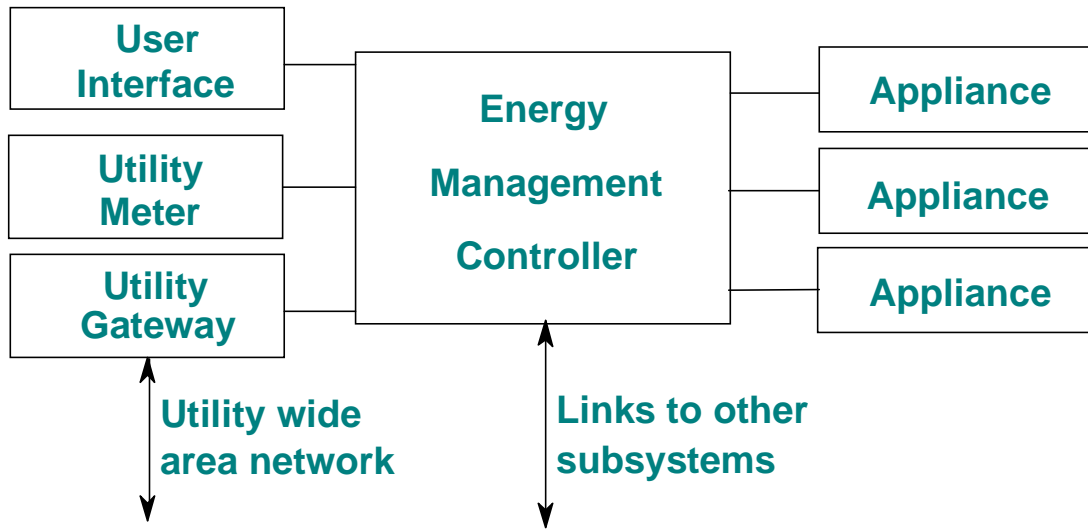 User
Interface
Utility
Meter
Utility
Gateway
Energy
Management
Controller
Appliance
Appliance
Appliance
Utility wide
area network
Links to other
subsystems